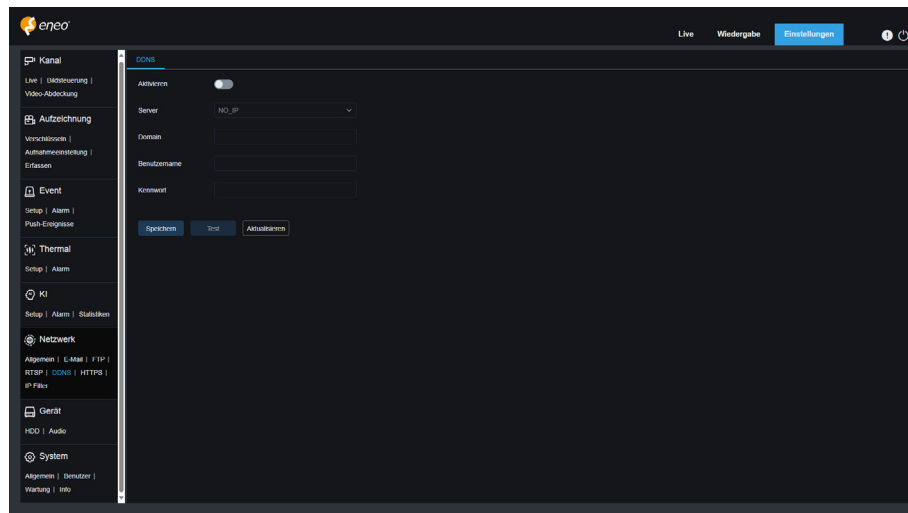 eneo
Live Wiedergabe Einstellungen
Kanal
Live | Bildsteuerung |
Video-Abdeckung
Aufzeichnung
Verschlüsseln |
Aufnahmeeinstellung |
Erfassen
Event
Setup | Alarm |
Push-Ereignisse
Thermal
Setup | Alarm
KI
Setup | Alarm | Statistiken
Netzwerk
Allgemein | E-Mail | FTP |
RTSP | DDNS | HTTPS |
IP Filter
Gerät
HDD | Audio
System
Allgemein | Benutzer |
Wartung | Info
DDNS
Aktivieren
Server NO_IP
Domain
Benutzername
Kennwort
Speichern Test Aktualisieren